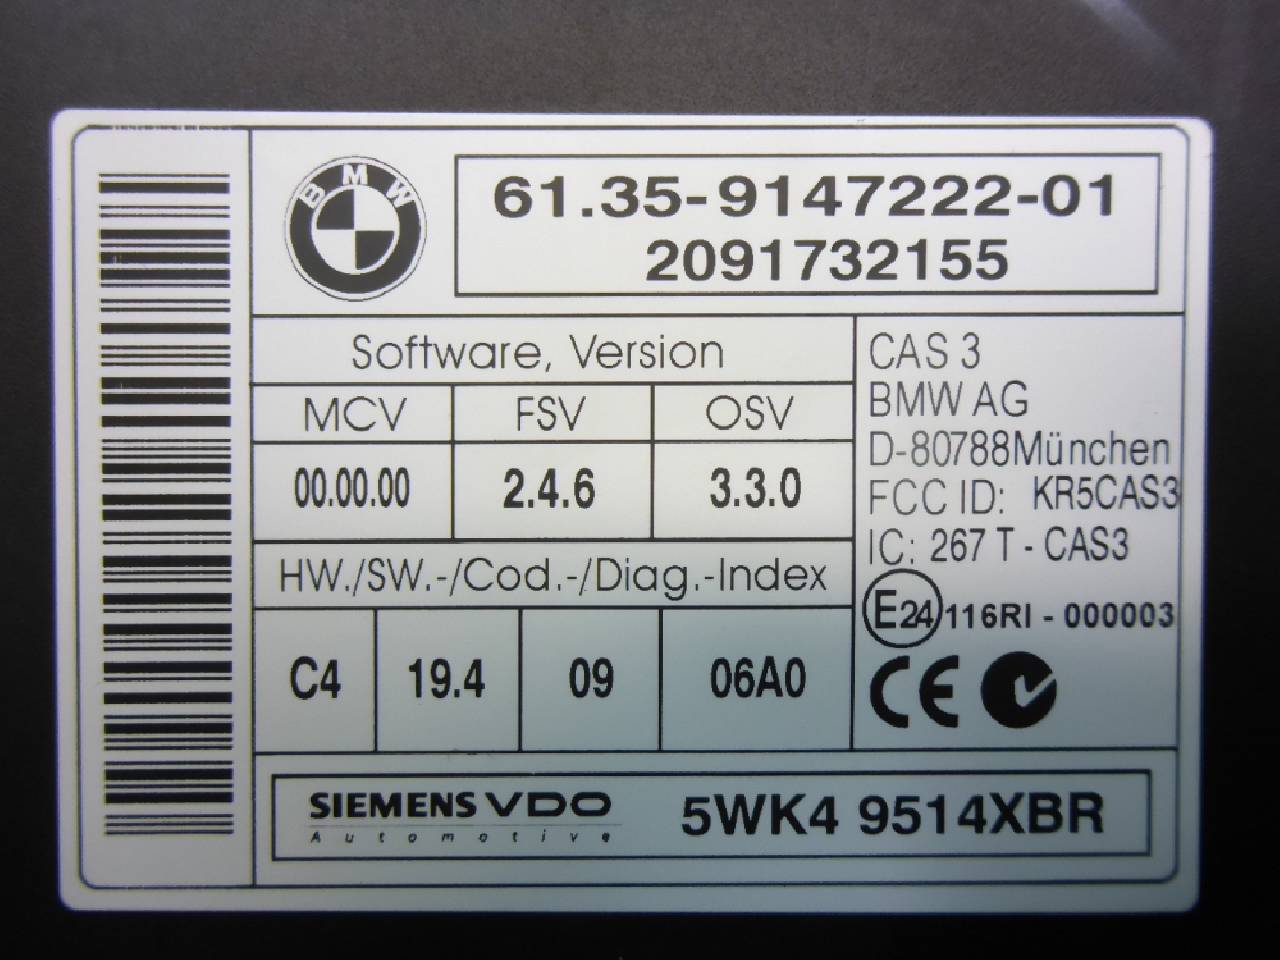 BMW
61.35-9147222-01
2091732155
Software, Version
MCV FSV OSV
00.00.00 2.4.6 3.3.0
HW./SW.-/Cod.-/Diag.-Index
C4 19.4 09 06A0
CAS 3
BMW AG
D-80788München
FCC ID: KR5CAS3
IC: 267 T - CAS3
E24 116RI - 000003
CE
SIEMENS VDO
Automotive
5WK4 9514XBR